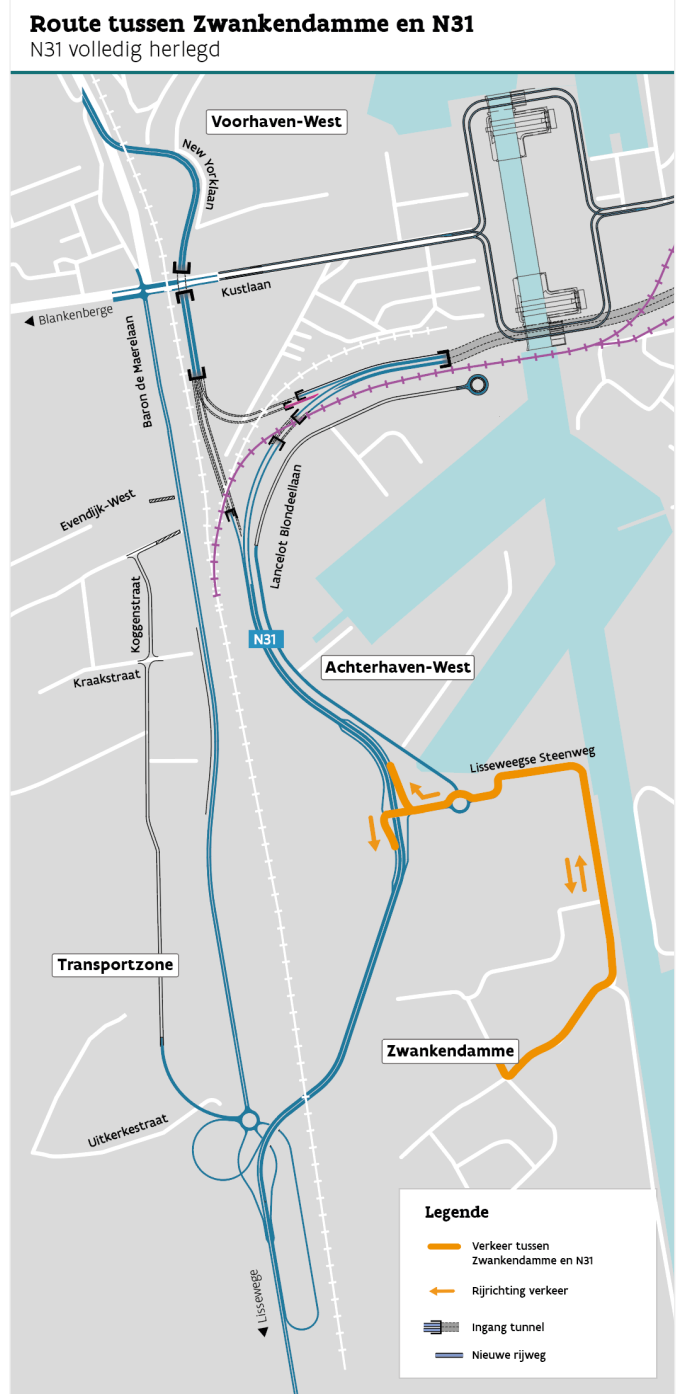 Route tussen Zwankendamme en N31
N31 volledig herlegd
Voorhaven-West
New Yorklaan
Kustlaan
Blankenberge
Baron de Maerelaan
Evendijk-West
Lancelot Blondeellaan
Koggenstraat
N31
Kraakstraat
Achterhaven-West
Lisseweegse Steenweg
Transportzone
Zwankendamme
Uitkerkestraat
Lissewege
Legende
Verkeer tussen
Zwankendamme en N31
Rijrichting verkeer
Ingang tunnel
Nieuwe rijweg